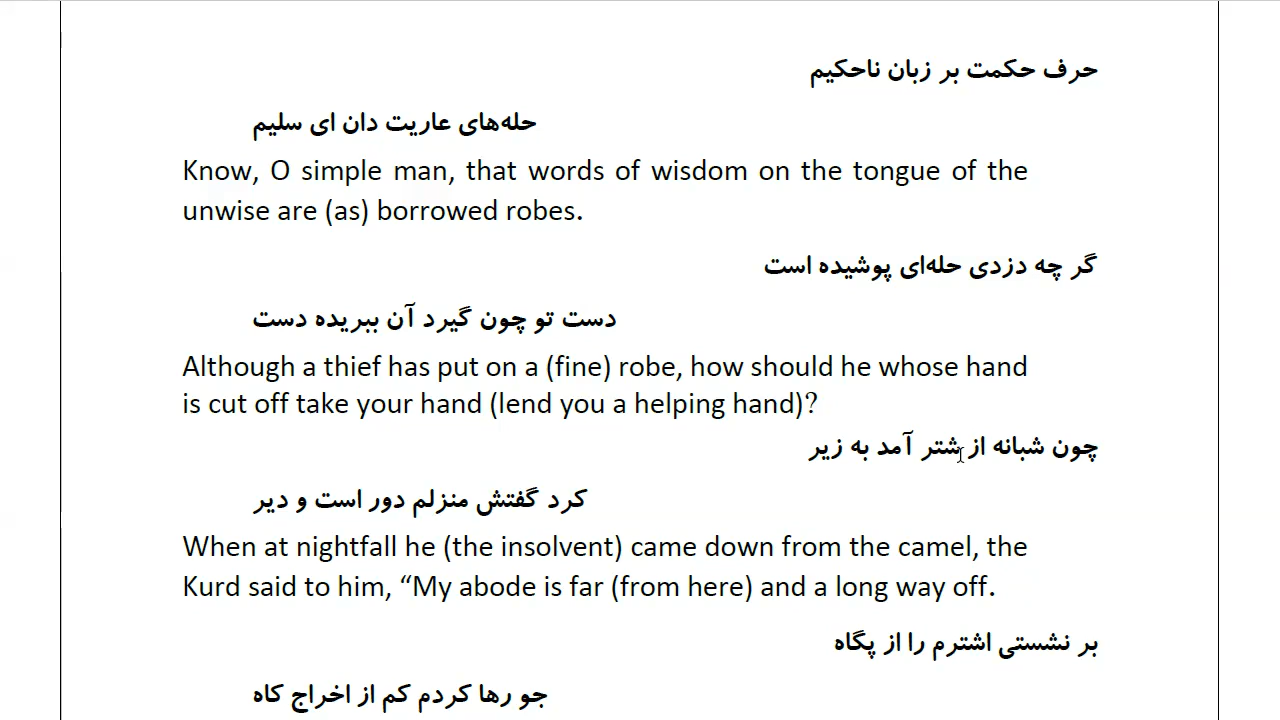 حرف حکمت بر زبان ناحکیم
حله‌های عاریت دان ای سلیم
Know, O simple man, that words of wisdom on the tongue of the
unwise are (as) borrowed robes.
گر چه دزدی حله‌ای پوشیده است
دست تو چون گیرد آن ببریده دست
Although a thief has put on a (fine) robe, how should he whose hand
is cut off take your hand (lend you a helping hand)?
چون شبانه از شتر آمد به زیر
کرد گفتش منزلم دور است و دیر
When at nightfall he (the insolvent) came down from the camel, the
Kurd said to him, “My abode is far (from here) and a long way off.
بر نشستی اشترم را از پگاه
جو رها کردم کم از اخراج کاه